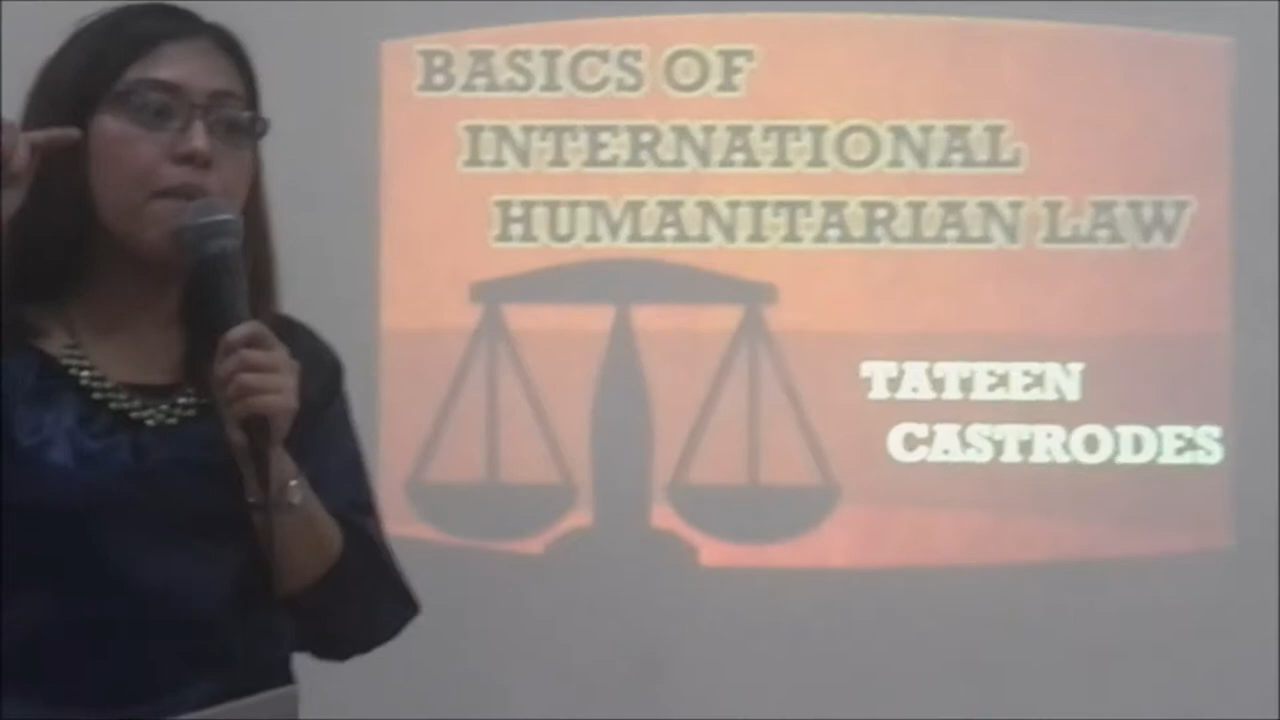 BASICS OF
INTERNATIONAL
HUMANITARIAN LAW
TATEEN
CASTRODES